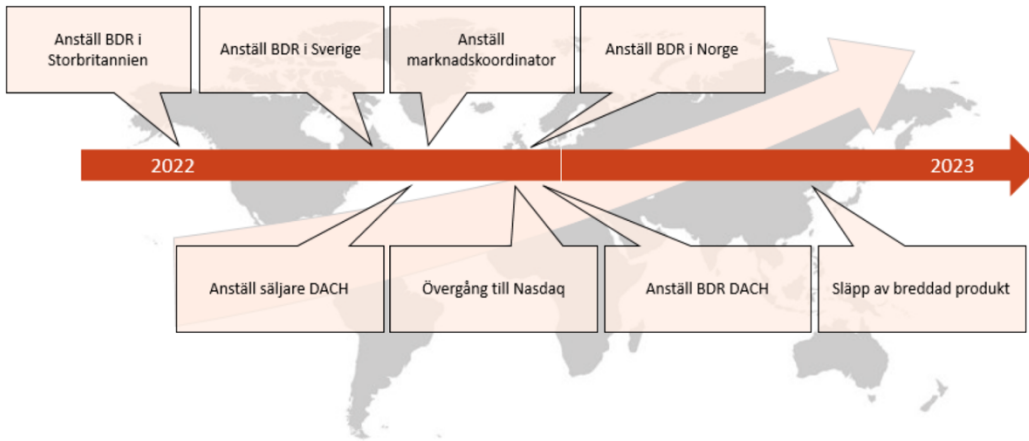 Anställ BDR i
Storbritannien
Anställ BDR i Sverige
Anställ
marknadskoordinator
Anställ BDR i Norge
2022
2023
Anställ säljare DACH
Övergång till Nasdaq
Anställ BDR DACH
Släpp av breddad produkt